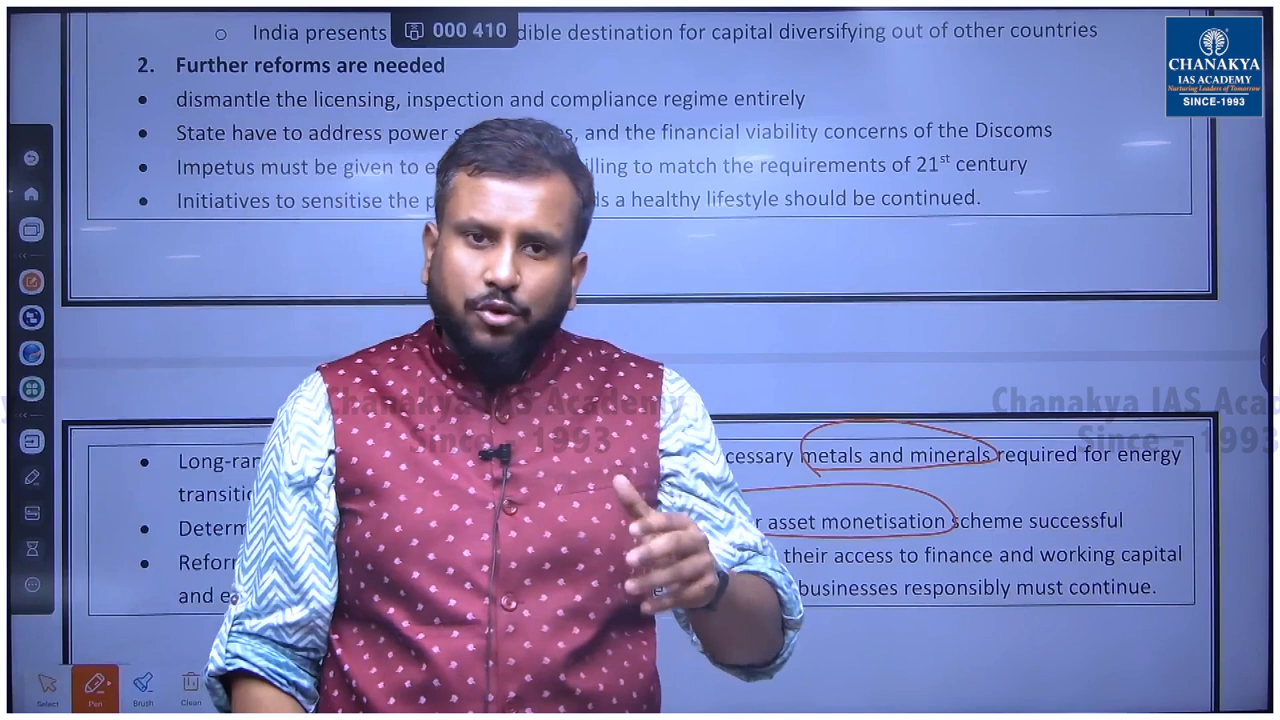 India presents
000 410
dible destination for capital diversifying out of other countries
2. Further reforms are needed
• dismantle the licensing, inspection and compliance regime entirely
• State have to address power s
s, and the financial viability concerns of the Discoms
• Impetus must be given to e
illing to match the requirements of 21st century
• Initiatives to sensitise the p
ds a healthy lifestyle should be continued.
CHANAKYA
IAS ACADEMY
Nurturing Leaders of Tomorrow
SINCE-1993
Chanakya IAS Academy
Since - 1993
Chanakya IAS Acad
Since - 1993
• Long-ran
cessary metals and minerals required for energy
transitio
• Determ
r asset monetisation scheme successful
• Refor
their access to finance and working capital
and e
businesses responsibly must continue.
Select
Pen
Brush
Clean